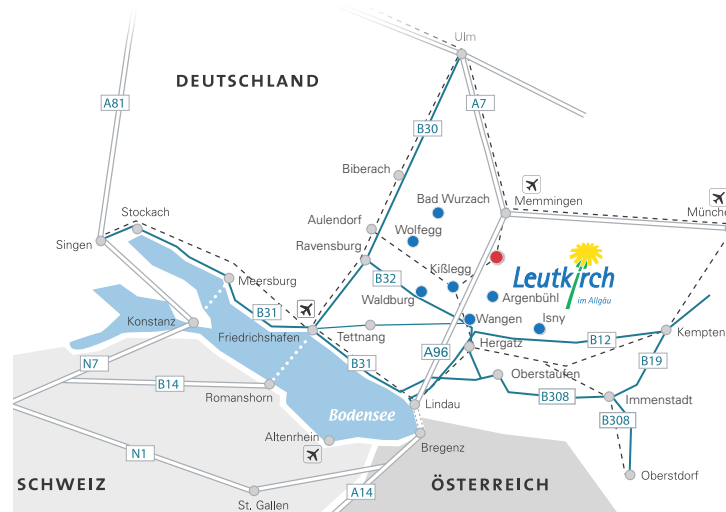 Ulm
DEUTSCHLAND
A81
A7
B30
Biberach
Bad Wurzach
Memmingen
Münche
Stockach
Aulendorf
Wolfegg
Singen
Ravensburg
Leutkirch
im Allgäu
Meersburg
B32
Kißlegg
Waldburg
Argenbühl
B31
Konstanz
Friedrichshafen
Tettnang
Wangen
Isny
Kempten
B12
Hergatz
A96
N7
B31
B19
B14
Oberstaufen
Romanshorn
B308
Immenstadt
Bodensee
Lindau
B308
Altenrhein
Bregenz
N1
Oberstdorf
SCHWEIZ
ÖSTERREICH
A14
St. Gallen